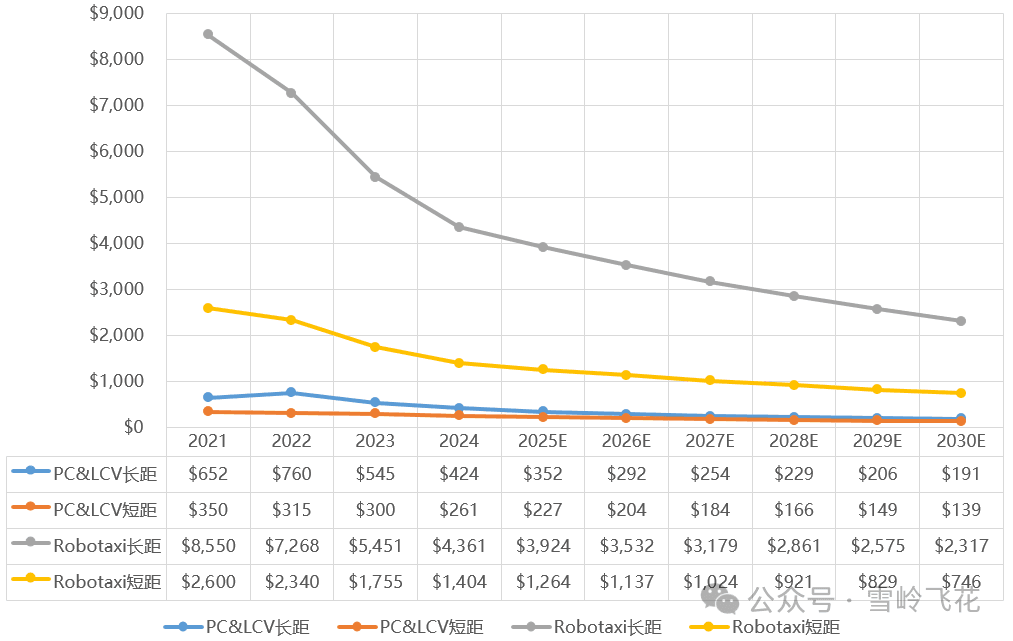 $9,000
$8,000
$7,000
$6,000
$5,000
$4,000
$3,000
$2,000
$1,000
$0
2021 2022 2023 2024 2025E 2026E 2027E 2028E 2029E 2030E
PC&LCV长距 $652 $760 $545 $424 $352 $292 $254 $229 $206 $191
PC&LCV短距 $350 $315 $300 $261 $227 $204 $184 $166 $149 $139
Robotaxi长距 $8,550 $7,268 $5,451 $4,361 $3,924 $3,532 $3,179 $2,861 $2,575 $2,317
Robotaxi短距 $2,600 $2,340 $1,755 $1,404 $1,264 $1,137 $1,024 $921 $829 $746
公众号·雪岭飞花
PC&LCV长距 PC&LCV短距 Robotaxi长距 Robotaxi短距